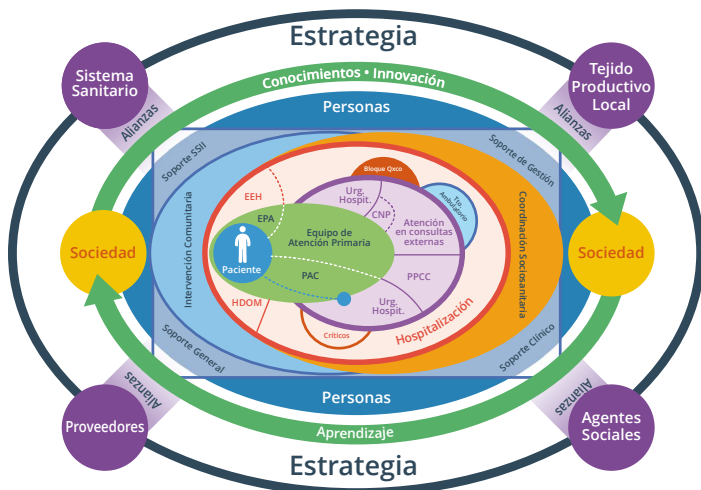 Estrategia
Sistema
Sanitario
Tejido
Productivo
Local
Alianzas
Alianzas
Conocimientos • Innovación
Personas
Soporte SSII
Soporte de Gestión
Bloque Qxco
Tto
Ambulatorio
EEH
Urg.
Hospit.
CNP
EPA
Equipo de
Atención Primaria
Atención
en consultas
externas
Sociedad
Intervención Comunitaria
Paciente
PAC
PPCC
Coordinación Sociosanitaria
Sociedad
HDOM
Urg.
Hospit.
Críticos
Hospitalización
Soporte General
Soporte Clínico
Alianzas
Alianzas
Personas
Proveedores
Aprendizaje
Agentes
Sociales
Estrategia